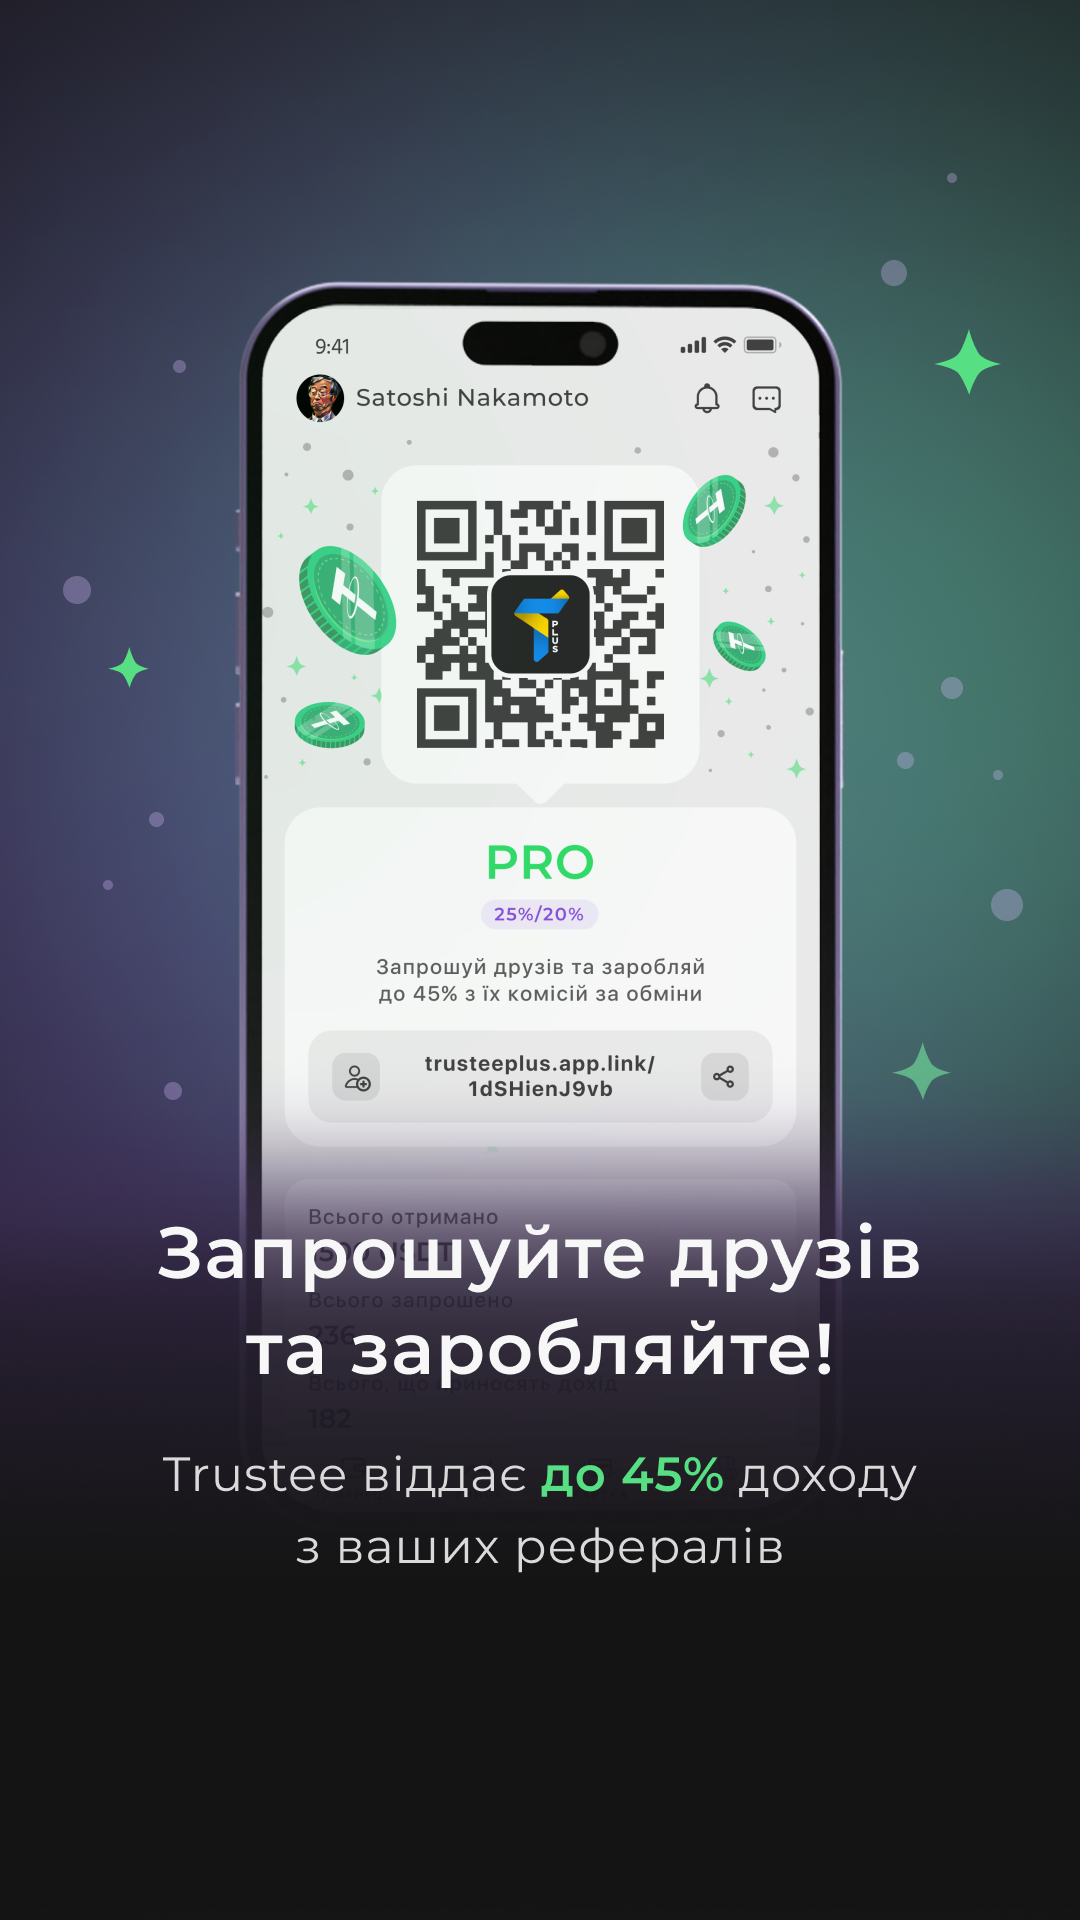 9:41
Satoshi Nakamoto
PLUS
PRO
25%/20%
Запрошуй друзів та заробляй
до 45% з їх комісій за обміни
trusteeplus.app.link/
1dSHienJ9vb
Всього отримано
USDT
Всього запрошено
236
Всього, що приносять дохід
182
Запрошуйте друзів
та заробляйте!
Trustee віддає до 45% доходу
з ваших рефералів